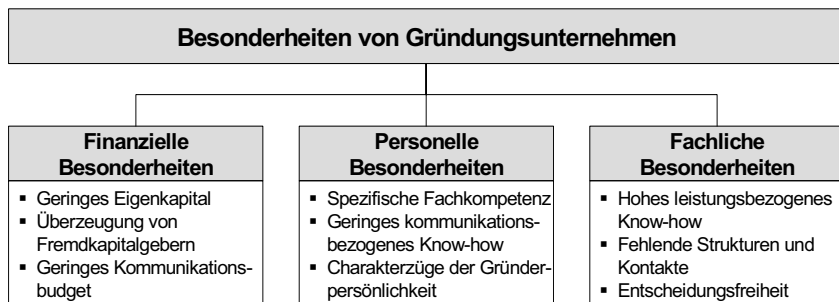 Besonderheiten von Gründungsunternehmen
Finanzielle
Besonderheiten
▪ Geringes Eigenkapital
▪ Überzeugung von
Fremdkapitalgebern
▪ Geringes Kommunikations-
budget
Personelle
Besonderheiten
▪ Spezifische Fachkompetenz
▪ Geringes kommunikations-
bezogenes Know-how
▪ Charakterzüge der Gründer-
persönlichkeit
Fachliche
Besonderheiten
▪ Hohes leistungsbezogenes
Know-how
▪ Fehlende Strukturen und
Kontakte
▪ Entscheidungsfreiheit